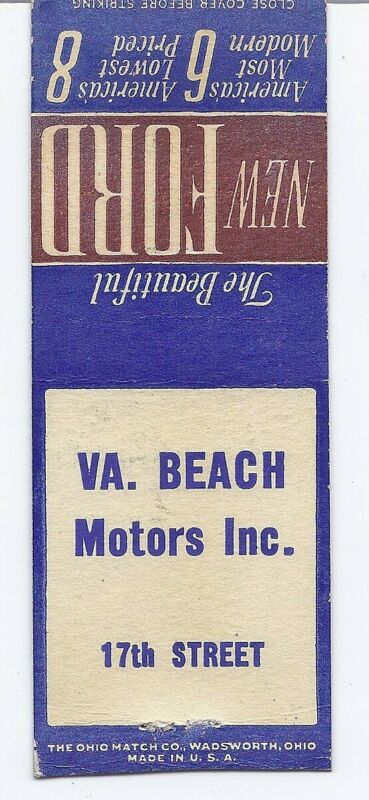 CLOSE COVER BEFORE STRIKING
The Beautiful
NEW FORD
America's Most Modern 6
America's Lowest Priced 8
VA. BEACH
Motors Inc.
17th STREET
THE OHIO MATCH CO., WADSWORTH, OHIO
MADE IN U. S. A.